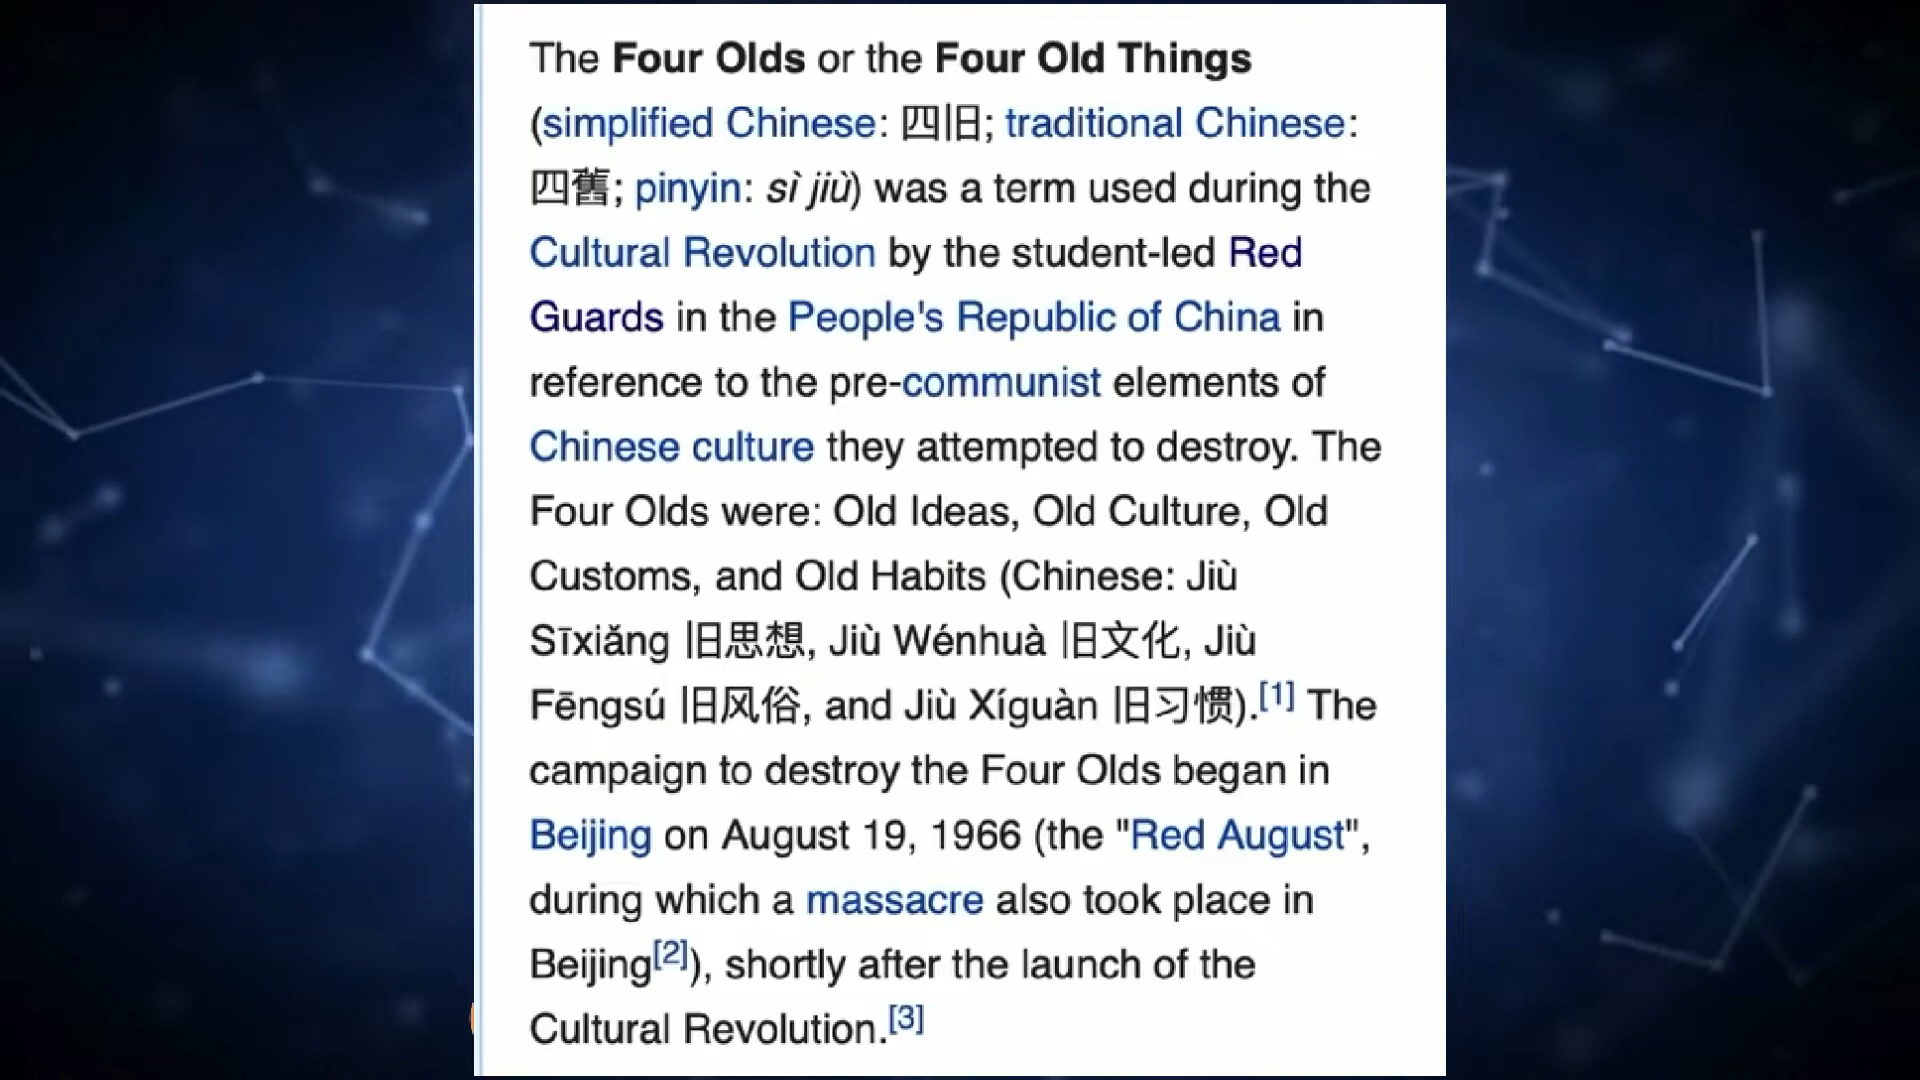 The Four Olds or the Four Old Things
(simplified Chinese: 四旧; traditional Chinese:
四舊; pinyin: sì jiù) was a term used during the
Cultural Revolution by the student-led Red
Guards in the People's Republic of China in
reference to the pre-communist elements of
Chinese culture they attempted to destroy. The
Four Olds were: Old Ideas, Old Culture, Old
Customs, and Old Habits (Chinese: Jiù
Sīxiǎng 旧思想, Jiù Wénhuà 旧文化, Jiù
Fēngsú 旧风俗, and Jiù Xíguàn 旧习惯).[1] The
campaign to destroy the Four Olds began in
Beijing on August 19, 1966 (the "Red August",
during which a massacre also took place in
Beijing[2]), shortly after the launch of the
Cultural Revolution.[3]